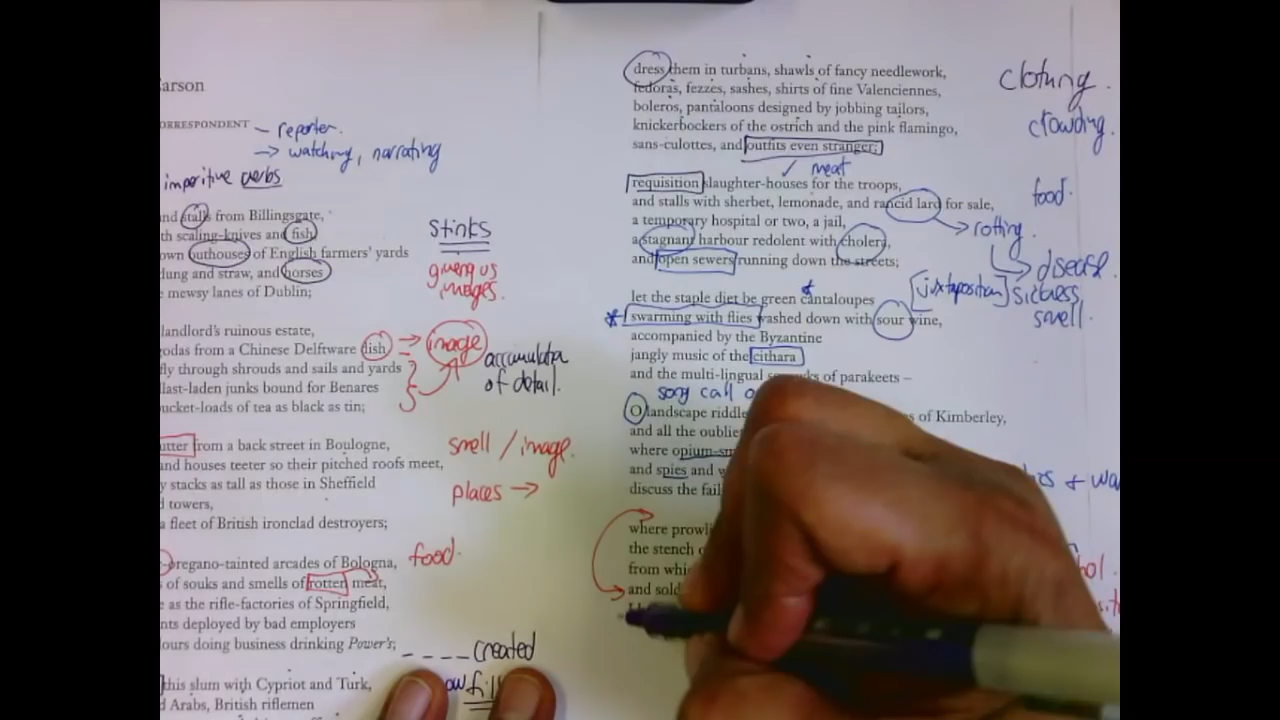 arson
ORRESPONDENT
reporter.
→ watching, narrating
imperitive verbs
nd stalls from Billingsgate,
th scaling-knives and fish,
own outhouses of English farmers' yards
dung and straw, and horses
e mewsy lanes of Dublin;
stinks
giving us
images.
landlord's ruinous estate,
godas from a Chinese Delftware dish
fly through shrouds and sails and yards
last-laden junks bound for Benares
ucket-loads of tea as black as tin;
→ image
of detail.
utter from a back street in Boulogne,
and houses teeter so their pitched roofs meet,
y stacks as tall as those in Sheffield
d towers,
a fleet of British ironclad destroyers;
smell / image.
places →
oregano-tainted arcades of Bologna,
of souks and smells of rotten meat,
e as the rifle-factories of Springfield,
nts deployed by bad employers
ours doing business drinking Power's;
food.
created
this slum with Cypriot and Turk,
d Arabs, British riflemen
dress them in turbans, shawls of fancy needlework,
fedoras, fezzes, sashes, shirts of fine Valenciennes,
boleros, pantaloons designed by jobbing tailors,
knickerbockers of the ostrich and the pink flamingo,
sans-culottes, and outfits even stranger;
clothing.
crowding.
meat
requisition slaughter-houses for the troops,
and stalls with sherbet, lemonade, and rancid lard for sale,
a temporary hospital or two, a jail,
a stagnant harbour redolent with cholera,
and open sewers running down the streets;
food.
→ rotting.
disease.
[juxtaposition] sickness
smell.
let the staple diet be green cantaloupes
swarming with flies washed down with sour wine,
accompanied by the Byzantine
jangly music of the cithara
and the multi-lingual of parakeets –
song call
O landscape riddle s of Kimberley,
and all the oublie
where opium-sm
and spies and w
discuss the fail
+ wa
where prowli
the stench o
from whi
and sold